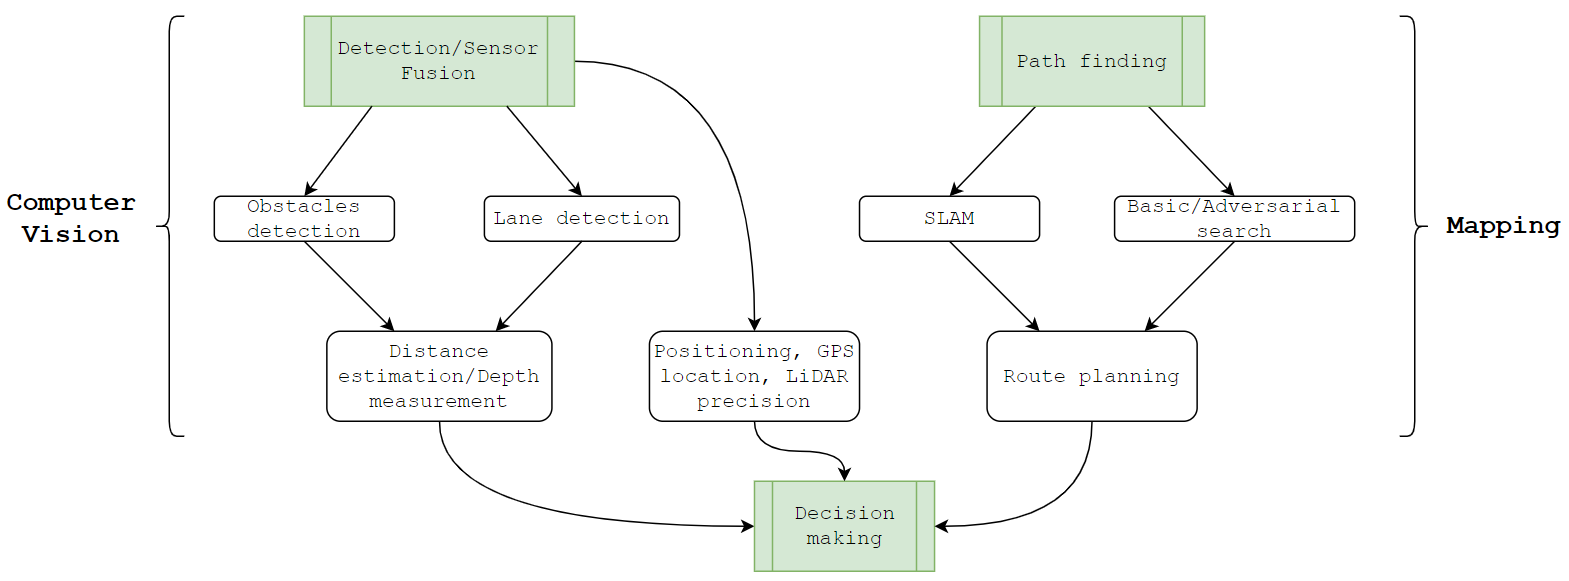 Detection/Sensor
Fusion
Path finding
Computer
Vision
Obstacles
detection
Lane detection
SLAM
Basic/Adversarial
search
Mapping
Distance
estimation/Depth
measurement
Positioning, GPS
location, LiDAR
precision
Route planning
Decision
making